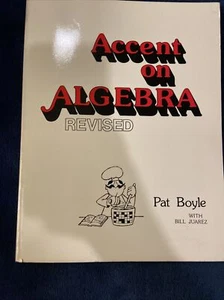 Accent
on
ALGEBRA
REVISED
Pat Boyle
WITH
BILL JUAREZ